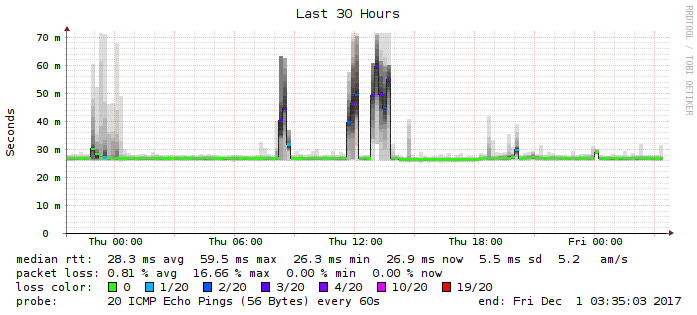 Last 30 Hours
RRDTOOL / TOBI OETIKER
Seconds
70 m
60 m
50 m
40 m
30 m
20 m
10 m
0
Thu 00:00 Thu 06:00 Thu 12:00 Thu 18:00 Fri 00:00
median rtt: 28.3 ms avg 59.5 ms max 26.3 ms min 26.9 ms now 5.5 ms sd 5.2 am/s
packet loss: 0.81 % avg 16.66 % max 0.00 % min 0.00 % now
loss color: 0 1/20 2/20 3/20 4/20 10/20 19/20
probe: 20 ICMP Echo Pings (56 Bytes) every 60s end: Fri Dec 1 03:35:03 2017